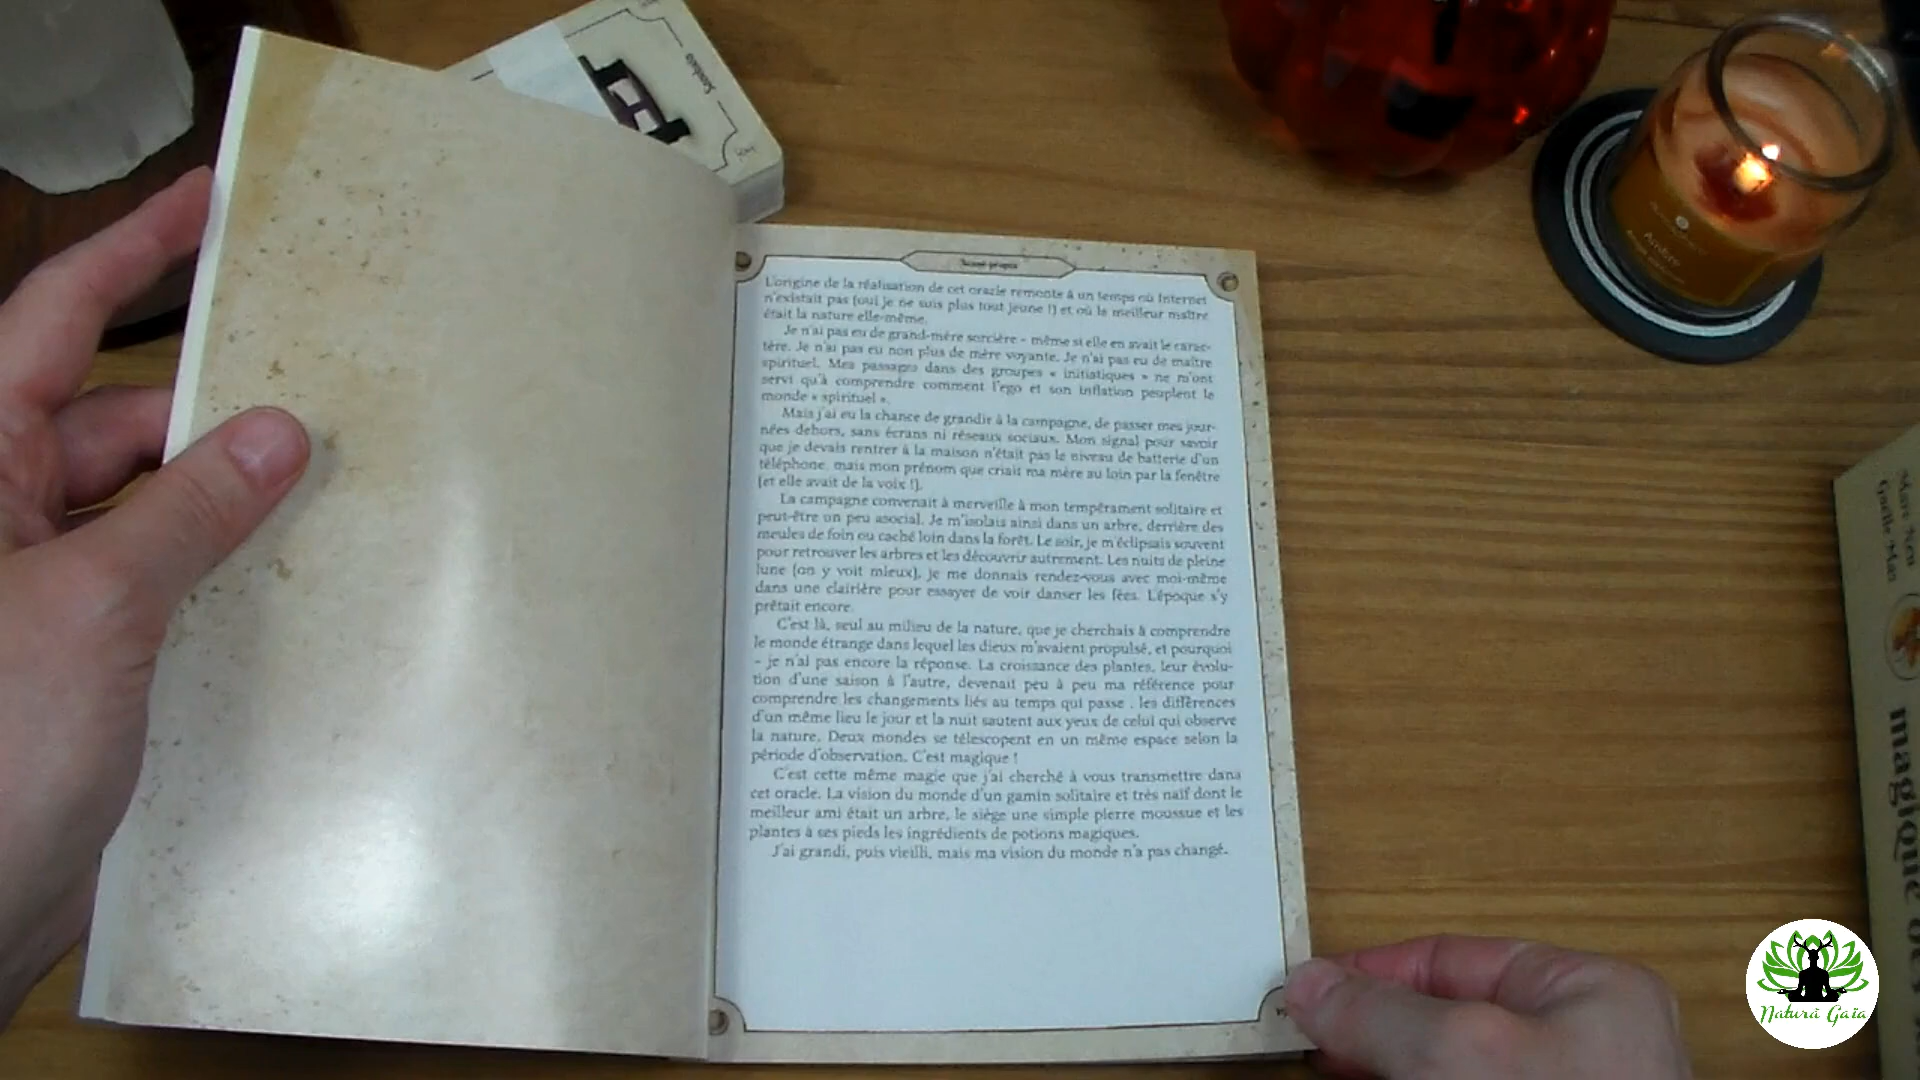 Avant-propos
L'origine de la réalisation de cet oracle remonte à un temps où Internet
n'existait pas (oui je ne suis plus tout jeune !) et où le meilleur maître
était la nature elle-même.
Je n'ai pas eu de grand-mère sorcière – même si elle en avait le carac-
tère. Je n'ai pas eu non plus de mère voyante. Je n'ai pas eu de maître
spirituel. Mes passages dans des groupes « initiatiques » ne m'ont
servi qu'à comprendre comment l'ego et son inflation peuplent le
monde « spirituel ».
Mais j'ai eu la chance de grandir à la campagne, de passer mes jour-
nées dehors, sans écrans ni réseaux sociaux. Mon signal pour savoir
que je devais rentrer à la maison n'était pas le niveau de batterie d'un
téléphone, mais mon prénom que criait ma mère au loin par la fenêtre
(et elle avait de la voix !).
La campagne convenait à merveille à mon tempérament solitaire et
peut-être un peu asocial. Je m'isolais ainsi dans un arbre, derrière des
meules de foin ou caché loin dans la forêt. Le soir, je m'éclipsais souvent
pour retrouver les arbres et les découvrir autrement. Les nuits de pleine
lune (on y voit mieux), je me donnais rendez-vous avec moi-même
dans une clairière pour essayer de voir danser les fées. L'époque s'y
prêtait encore.
C'est là, seul au milieu de la nature, que je cherchais à comprendre
le monde étrange dans lequel les dieux m'avaient propulsé, et pourquoi
– je n'ai pas encore la réponse. La croissance des plantes, leur évolu-
tion d'une saison à l'autre, devenait peu à peu ma référence pour
comprendre les changements liés au temps qui passe ; les différences
d'un même lieu le jour et la nuit sautent aux yeux de celui qui observe
la nature. Deux mondes se télescopent en un même espace selon la
période d'observation. C'est magique !
C'est cette même magie que j'ai cherché à vous transmettre dans
cet oracle. La vision du monde d'un gamin solitaire et très naïf dont le
meilleur ami était un arbre, le siège une simple pierre moussue et les
plantes à ses pieds les ingrédients de potions magiques.
J'ai grandi, puis vieilli, mais ma vision du monde n'a pas changé.
Ambre
magique
Natura Gaïa